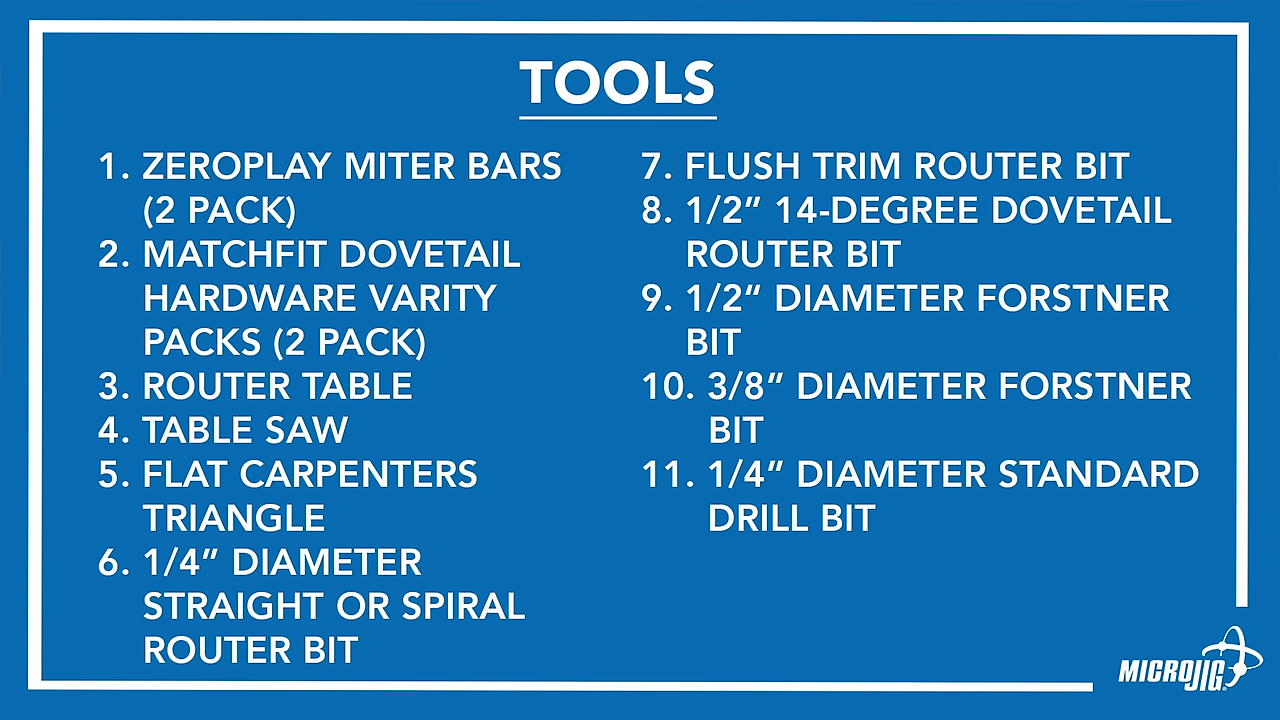 TOOLS
1. ZEROPLAY MITER BARS
(2 PACK)
2. MATCHFIT DOVETAIL
HARDWARE VARITY
PACKS (2 PACK)
3. ROUTER TABLE
4. TABLE SAW
5. FLAT CARPENTERS
TRIANGLE
6. 1/4” DIAMETER
STRAIGHT OR SPIRAL
ROUTER BIT
7. FLUSH TRIM ROUTER BIT
8. 1/2“ 14-DEGREE DOVETAIL
ROUTER BIT
9. 1/2“ DIAMETER FORSTNER
BIT
10. 3/8” DIAMETER FORSTNER
BIT
11. 1/4” DIAMETER STANDARD
DRILL BIT
MICROJIG®